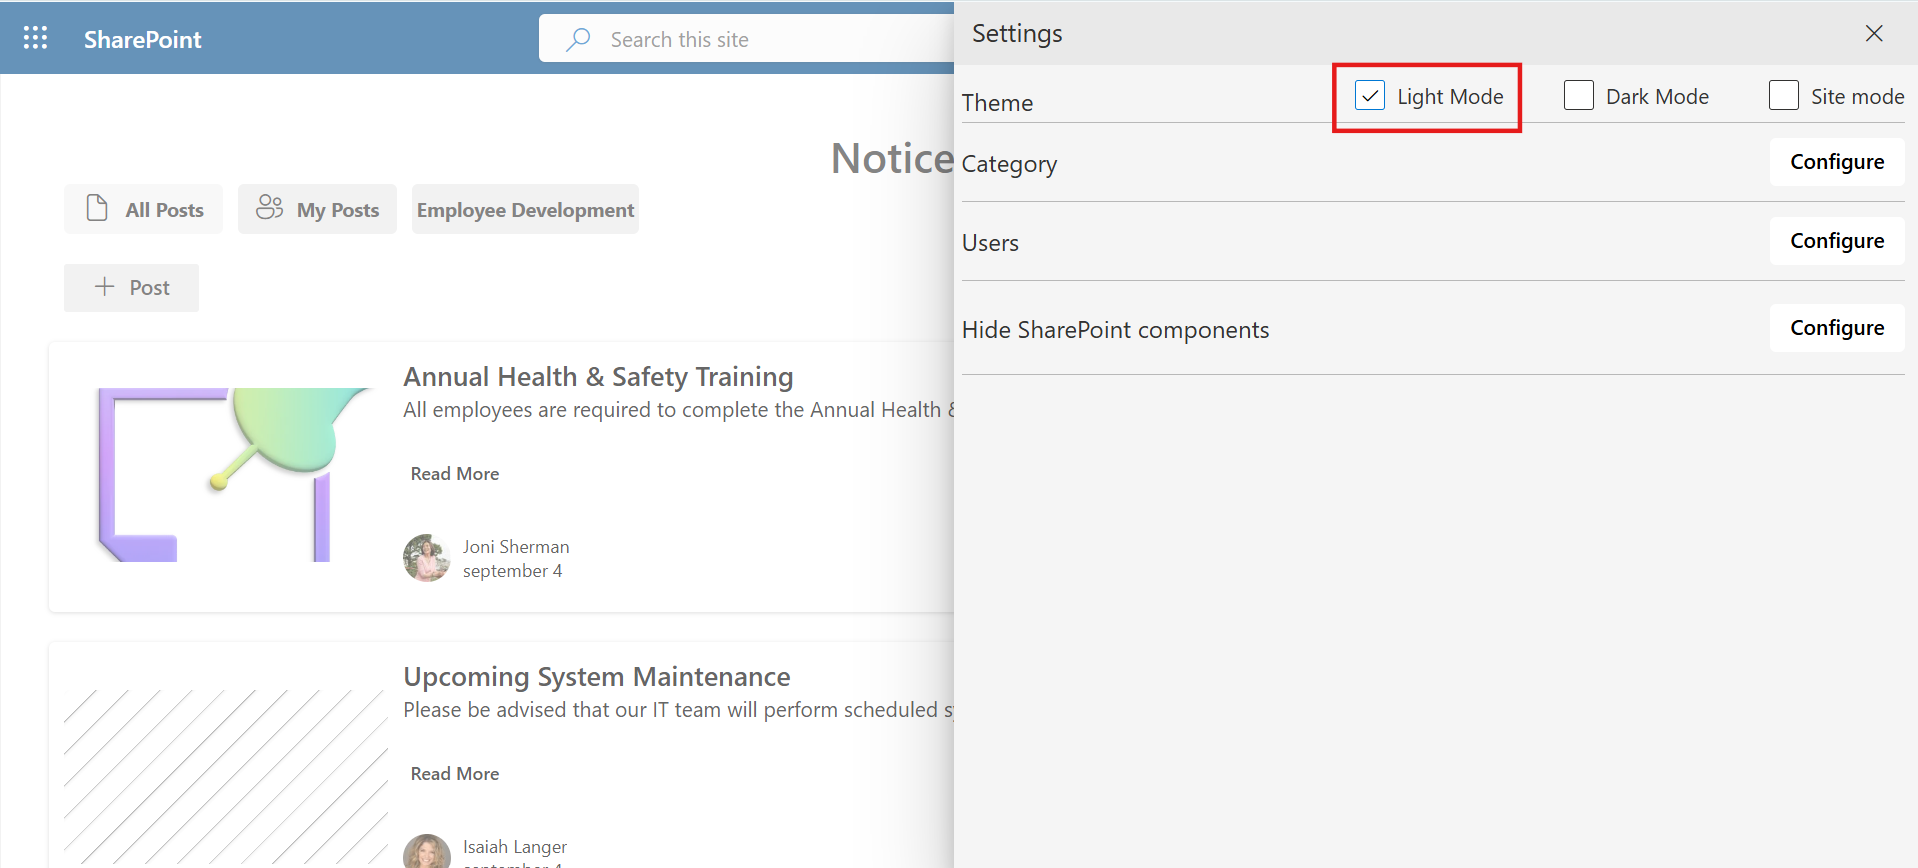 SharePoint
Search this site
Notice
All Posts
My Posts
Employee Development
Post
Annual Health & Safety Training
All employees are required to complete the Annual Health &
Read More
Joni Sherman
september 4
Upcoming System Maintenance
Please be advised that our IT team will perform scheduled
Read More
Isaiah Langer
september 4
Settings
Theme
Light Mode
Dark Mode
Site mode
Category
Configure
Users
Configure
Hide SharePoint components
Configure